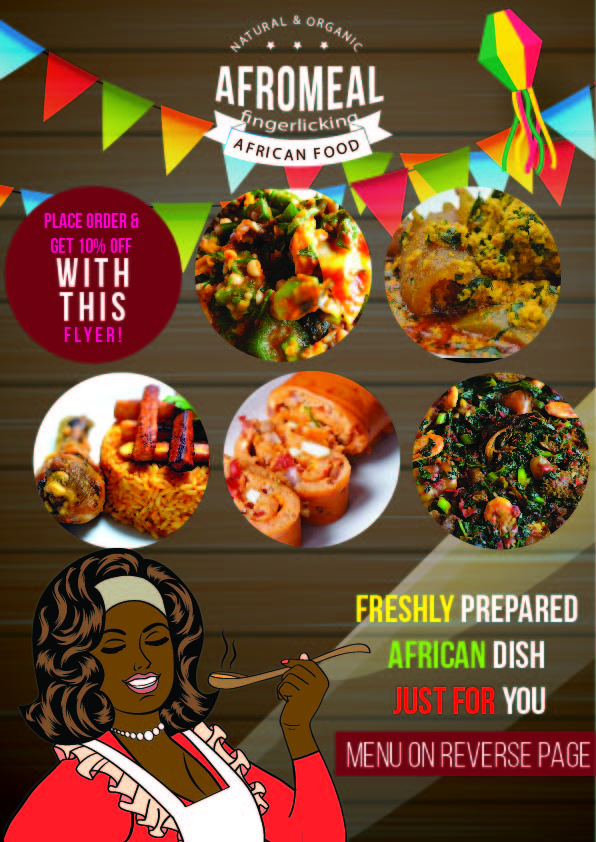 NATURAL & ORGANIC
AFROMEAL
fingerlicking
AFRICAN FOOD
PLACE ORDER &
GET 10% OFF
WITH
THIS
FLYER!
FRESHLY PREPARED
AFRICAN DISH
JUST FOR YOU
MENU ON REVERSE PAGE